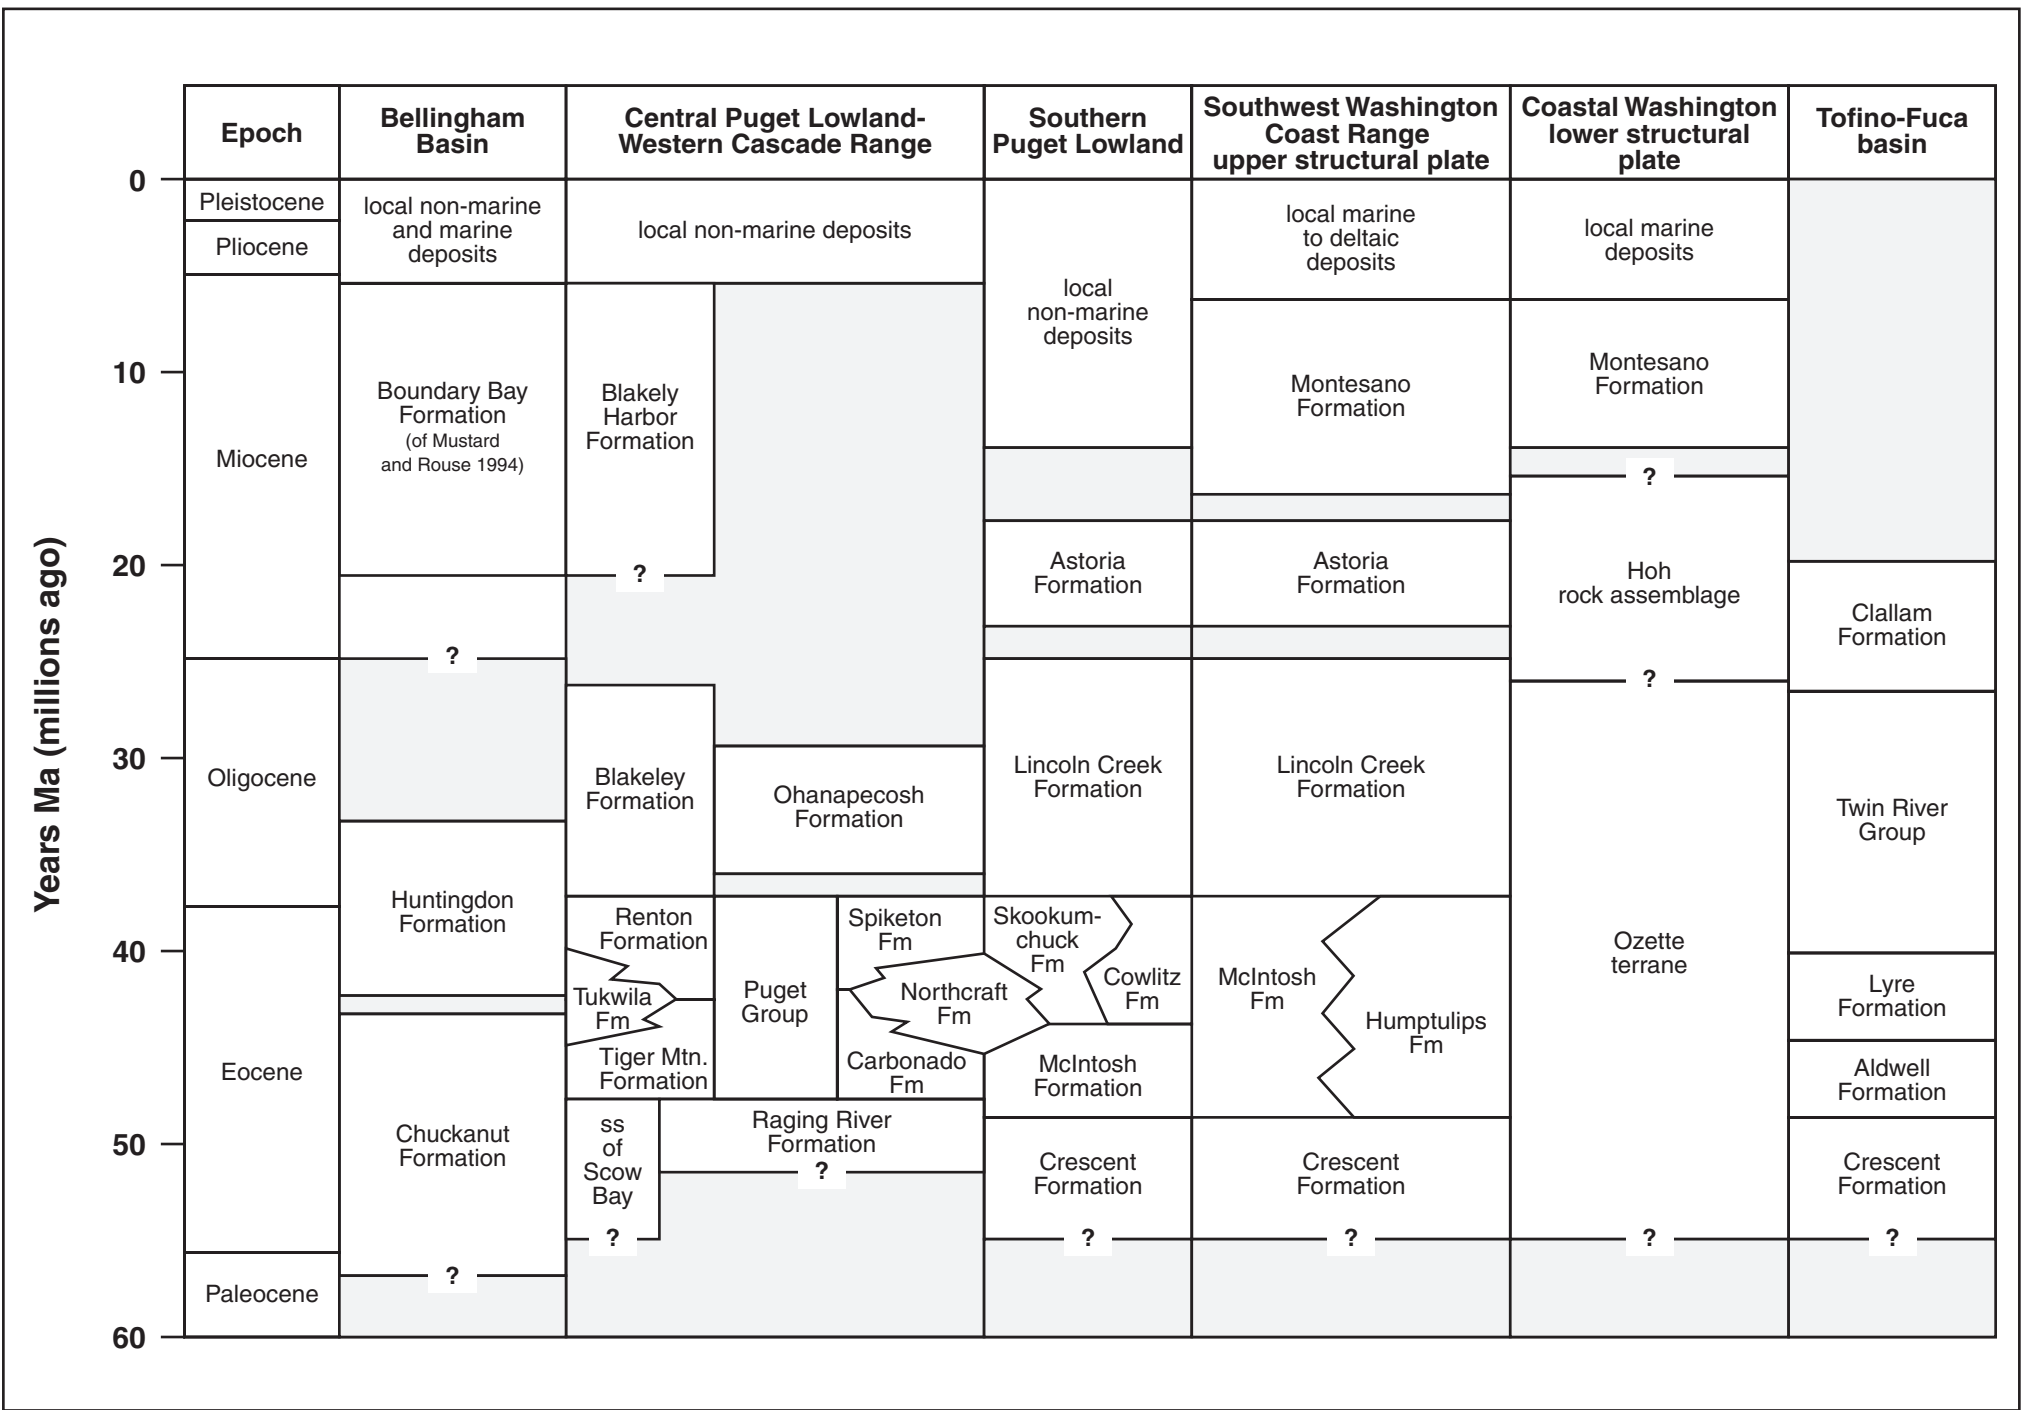 Epoch
Bellingham
Basin
Central Puget Lowland-
Western Cascade Range
Southern
Puget Lowland
Southwest Washington
Coast Range
upper structural plate
Coastal Washington
lower structural
plate
Tofino-Fuca
basin
Years Ma (millions ago)
0
10
20
30
40
50
60
Pleistocene
Pliocene
Miocene
Oligocene
Eocene
Paleocene
local non-marine
and marine
deposits
Boundary Bay
Formation
(of Mustard
and Rouse 1994)
?
Huntingdon
Formation
Chuckanut
Formation
?
local non-marine deposits
Blakely
Harbor
Formation
?
Blakeley
Formation
Ohanapecosh
Formation
Renton
Formation
Tukwila
Fm
Tiger Mtn.
Formation
Puget
Group
Spiketon
Fm
Northcraft
Fm
Carbonado
Fm
ss
of
Scow
Bay
?
Raging River
Formation
?
local
non-marine
deposits
Astoria
Formation
Lincoln Creek
Formation
Skookum-
chuck
Fm
Cowlitz
Fm
McIntosh
Formation
Crescent
Formation
?
local marine
to deltaic
deposits
Montesano
Formation
Astoria
Formation
Lincoln Creek
Formation
McIntosh
Fm
Humptulips
Fm
Crescent
Formation
?
local marine
deposits
Montesano
Formation
?
Hoh
rock assemblage
?
Ozette
terrane
?
Clallam
Formation
Twin River
Group
Lyre
Formation
Aldwell
Formation
Crescent
Formation
?